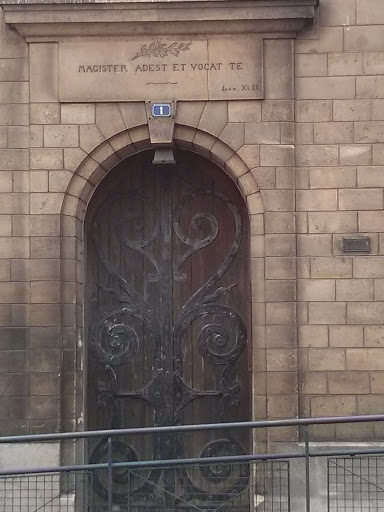 MAGISTER ADEST ET VOCAT TE
Joan. XI.28
1